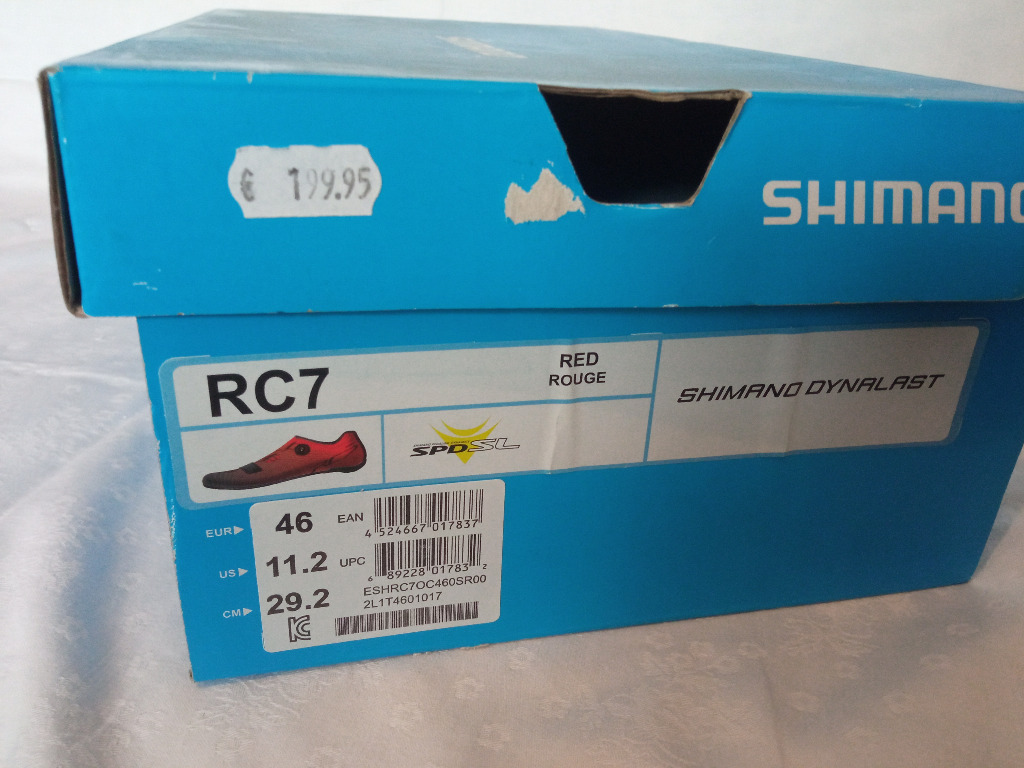 € 199.95
SHIMANO
RC7
RED
ROUGE
SHIMANO DYNALAST
SPD-SL
EUR▶ 46 EAN 4 524667 017837
US▶ 11.2 UPC 6 89228 01783 2
CM▶ 29.2 ESHRC7OC460SR00
2L1T4601017